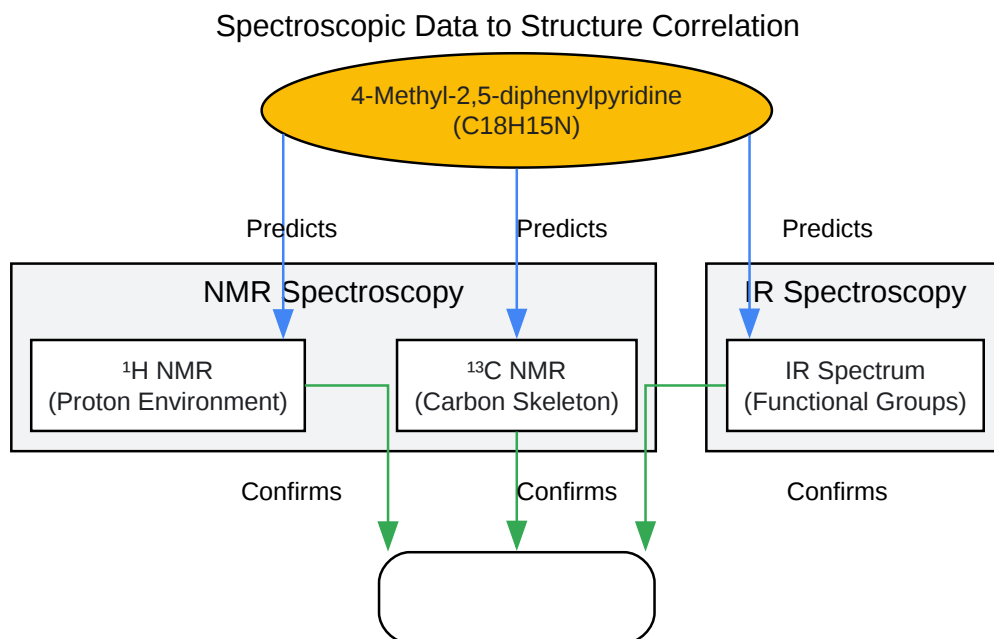 Spectroscopic Data to Structure Correlation
4-Methyl-2,5-diphenylpyridine
(C18H15N)
Predicts
Predicts
Predicts
NMR Spectroscopy
IR Spectroscopy
¹H NMR
(Proton Environment)
¹³C NMR
(Carbon Skeleton)
IR Spectrum
(Functional Groups)
Confirms
Confirms
Confirms